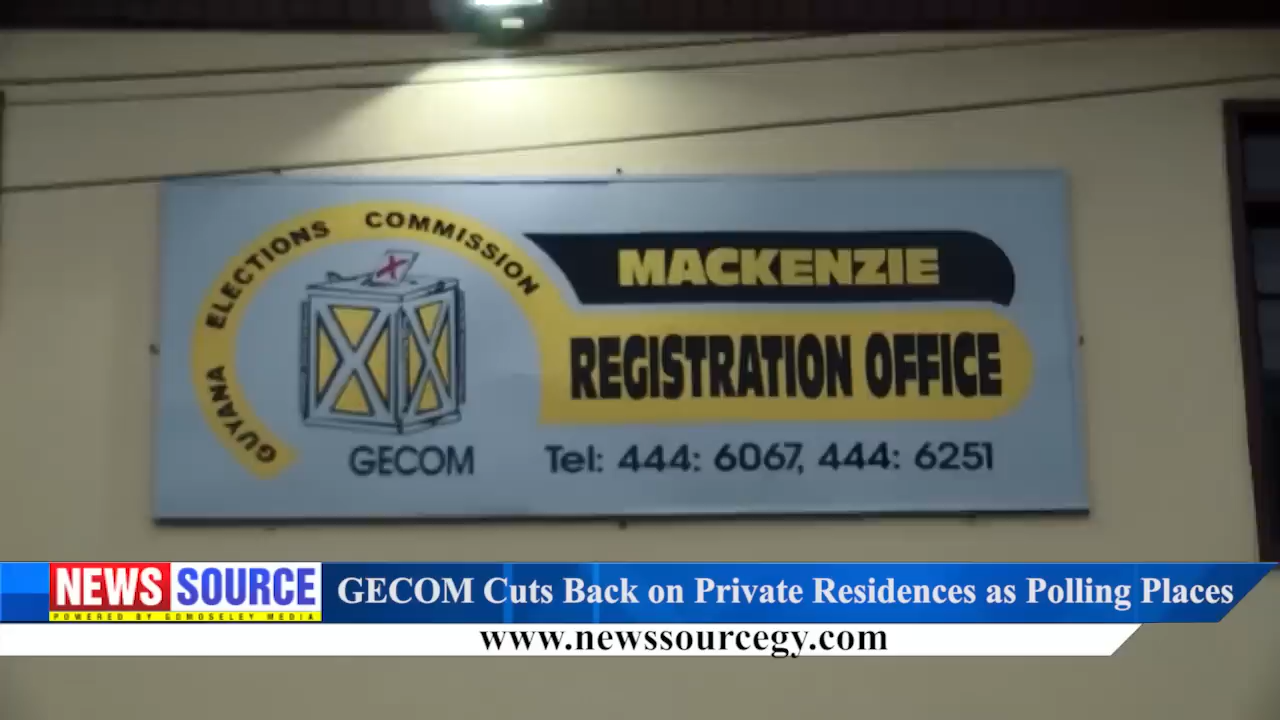 GUYANA ELECTIONS COMMISSION
MACKENZIE
REGISTRATION OFFICE
GECOM
Tel: 444: 6067, 444: 6251
NEWS SOURCE
POWERED BY GDMOSELEY MEDIA
GECOM Cuts Back on Private Residences as Polling Places
www.newssourcegy.com